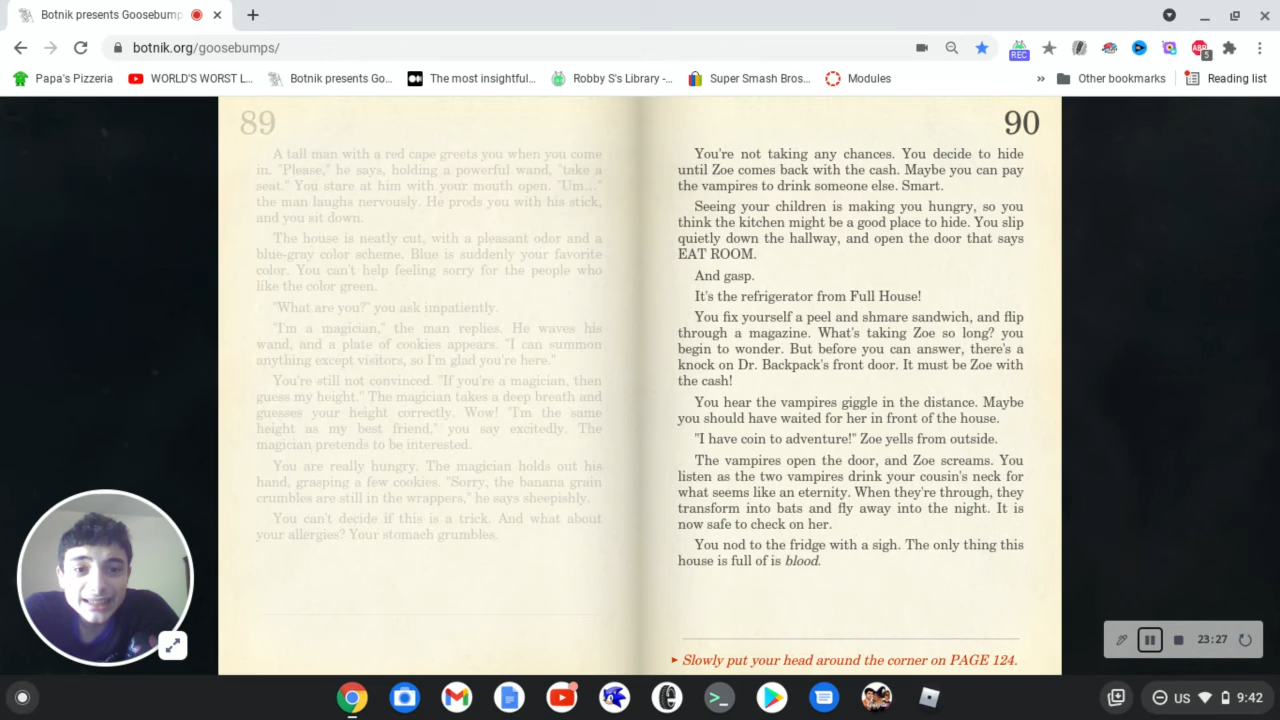 Botnik presents Goosebump
botnik.org/goosebumps/
REC
ABP
5
Papa's Pizzeria
WORLD'S WORST L...
Botnik presents Go...
The most insightful...
Robby S's Library -...
Super Smash Bros...
Modules
»
Other bookmarks
Reading list
89
A tall man with a red cape greets you when you come
in. "Please," he says, holding a powerful wand, "take a
seat." You stare at him with your mouth open. "Um..."
the man laughs nervously. He prods you with his stick,
and you sit down.
The house is neatly cut, with a pleasant odor and a
blue-gray color scheme. Blue is suddenly your favorite
color. You can't help feeling sorry for the people who
like the color green.
"What are you?" you ask impatiently.
"I'm a magician," the man replies. He waves his
wand, and a plate of cookies appears. "I can summon
anything except visitors, so I'm glad you're here."
You're still not convinced. "If you're a magician, then
guess my height." The magician takes a deep breath and
guesses your height correctly. Wow! "I'm the same
height as my best friend," you say excitedly. The
magician pretends to be interested.
You are really hungry. The magician holds out his
hand, grasping a few cookies. "Sorry, the banana grain
crumbles are still in the wrappers," he says sheepishly.
You can't decide if this is a trick. And what about
your allergies? Your stomach grumbles.
90
You're not taking any chances. You decide to hide
until Zoe comes back with the cash. Maybe you can pay
the vampires to drink someone else. Smart.
Seeing your children is making you hungry, so you
think the kitchen might be a good place to hide. You slip
quietly down the hallway, and open the door that says
EAT ROOM.
And gasp.
It's the refrigerator from Full House!
You fix yourself a peel and shmare sandwich, and flip
through a magazine. What's taking Zoe so long? you
begin to wonder. But before you can answer, there's a
knock on Dr. Backpack's front door. It must be Zoe with
the cash!
You hear the vampires giggle in the distance. Maybe
you should have waited for her in front of the house.
"I have coin to adventure!" Zoe yells from outside.
The vampires open the door, and Zoe screams. You
listen as the two vampires drink your cousin's neck for
what seems like an eternity. When they're through, they
transform into bats and fly away into the night. It is
now safe to check on her.
You nod to the fridge with a sigh. The only thing this
house is full of is blood.
Slowly put your head around the corner on PAGE 124.
23:27
US
9:42